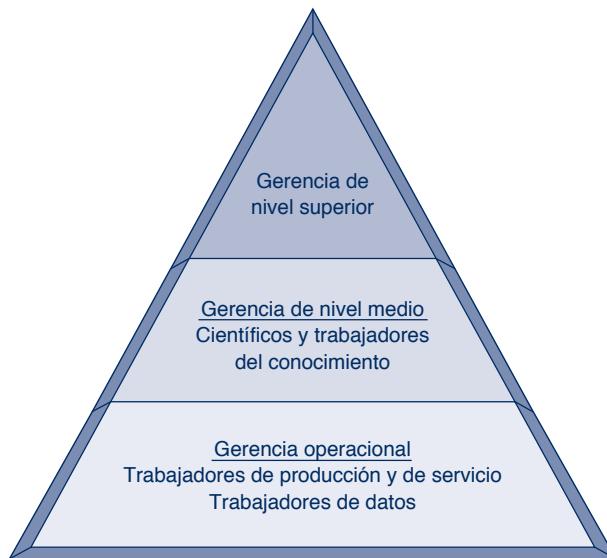 Gerencia de
nivel superior
Gerencia de nivel medio
Científicos y trabajadores
del conocimiento
Gerencia operacional
Trabajadores de producción y de servicio
Trabajadores de datos